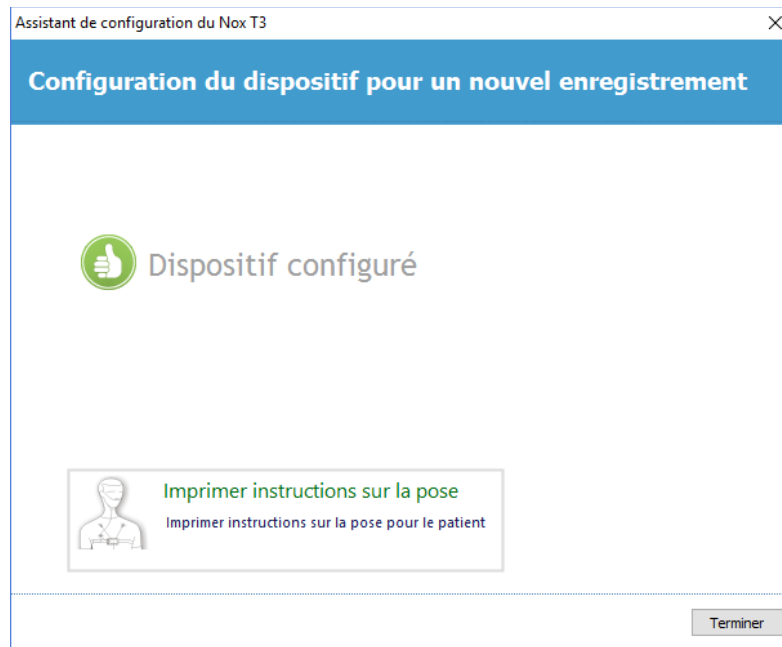 Assistant de configuration du Nox T3
Configuration du dispositif pour un nouvel enregistrement
Dispositif configuré
Imprimer instructions sur la pose
Imprimer instructions sur la pose pour le patient
Terminer